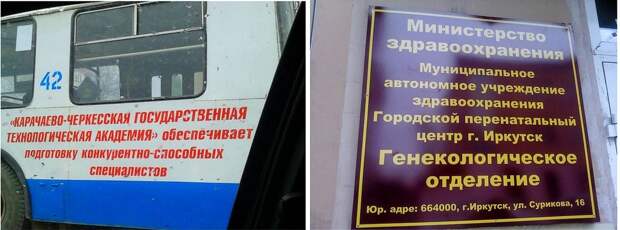 42
«КАРАЧАЕВО-ЧЕРКЕССКАЯ ГОСУДАРСТВЕННАЯ
ТЕХНОЛОГИЧЕСКАЯ АКАДЕМИЯ» обеспечивает
подготовку конкурентно-способных
специалистов
Министерство
здравоохранения
Муниципальное
автономное учреждение
здравоохранения
Городской перенатальный
центр г. Иркутск
Генекологическое
отделение
Юр. адре: 664000, г.Иркутск, ул. Сурикова, 16